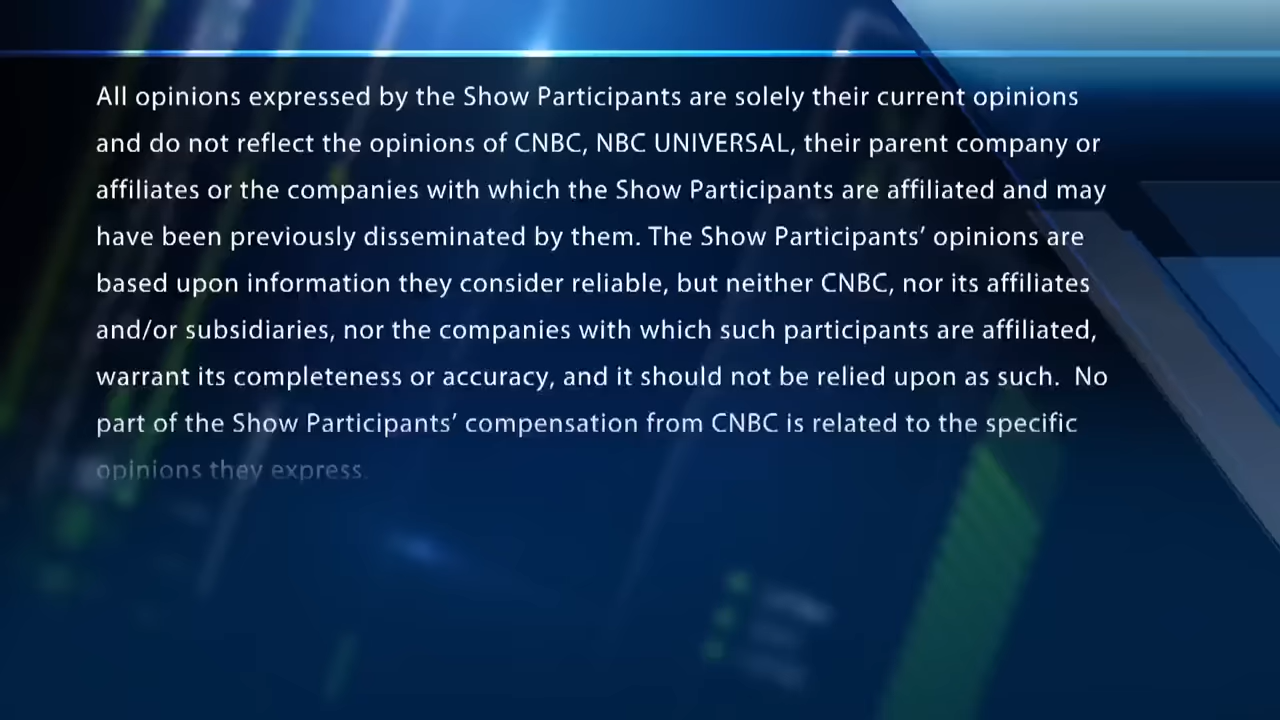 All opinions expressed by the Show Participants are solely their current opinions
and do not reflect the opinions of CNBC, NBC UNIVERSAL, their parent company or
affiliates or the companies with which the Show Participants are affiliated and may
have been previously disseminated by them. The Show Participants’ opinions are
based upon information they consider reliable, but neither CNBC, nor its affiliates
and/or subsidiaries, nor the companies with which such participants are affiliated,
warrant its completeness or accuracy, and it should not be relied upon as such.  No
part of the Show Participants’ compensation from CNBC is related to the specific
opinions they express.